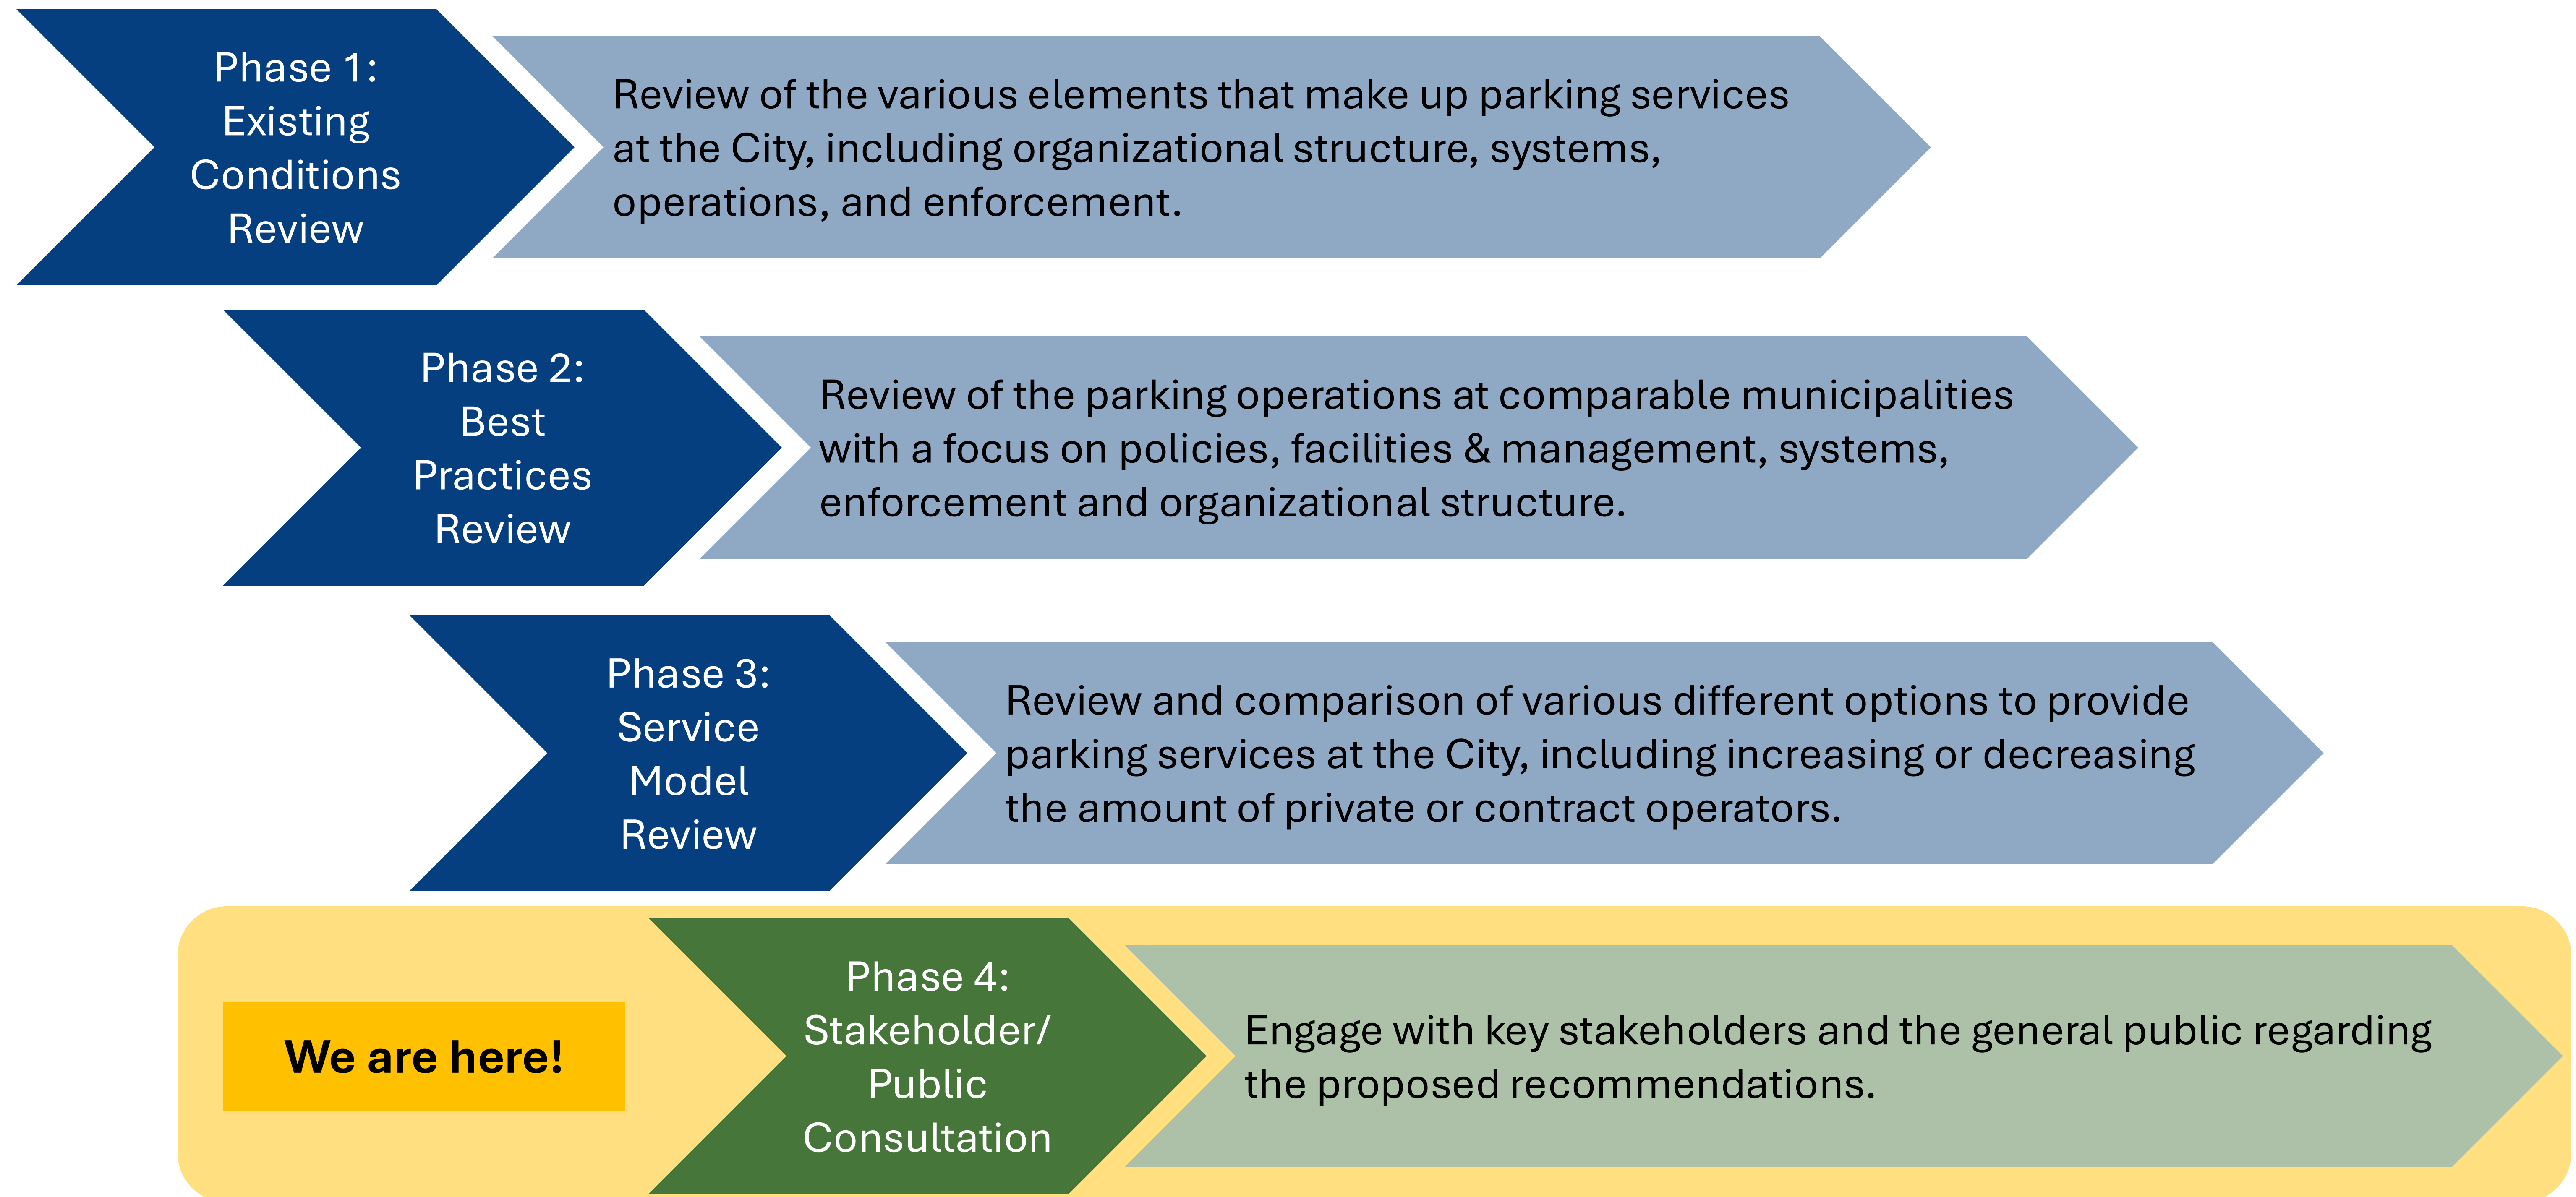 Phase 1:
Existing
Conditions
Review
Review of the various elements that make up parking services
at the City, including organizational structure, systems,
operations, and enforcement.
Phase 2:
Best
Practices
Review
Review of the parking operations at comparable municipalities
with a focus on policies, facilities & management, systems,
enforcement and organizational structure.
Phase 3:
Service
Model
Review
Review and comparison of various different options to provide
parking services at the City, including increasing or decreasing
the amount of private or contract operators.
We are here!
Phase 4:
Stakeholder/
Public
Consultation
Engage with key stakeholders and the general public regarding
the proposed recommendations.